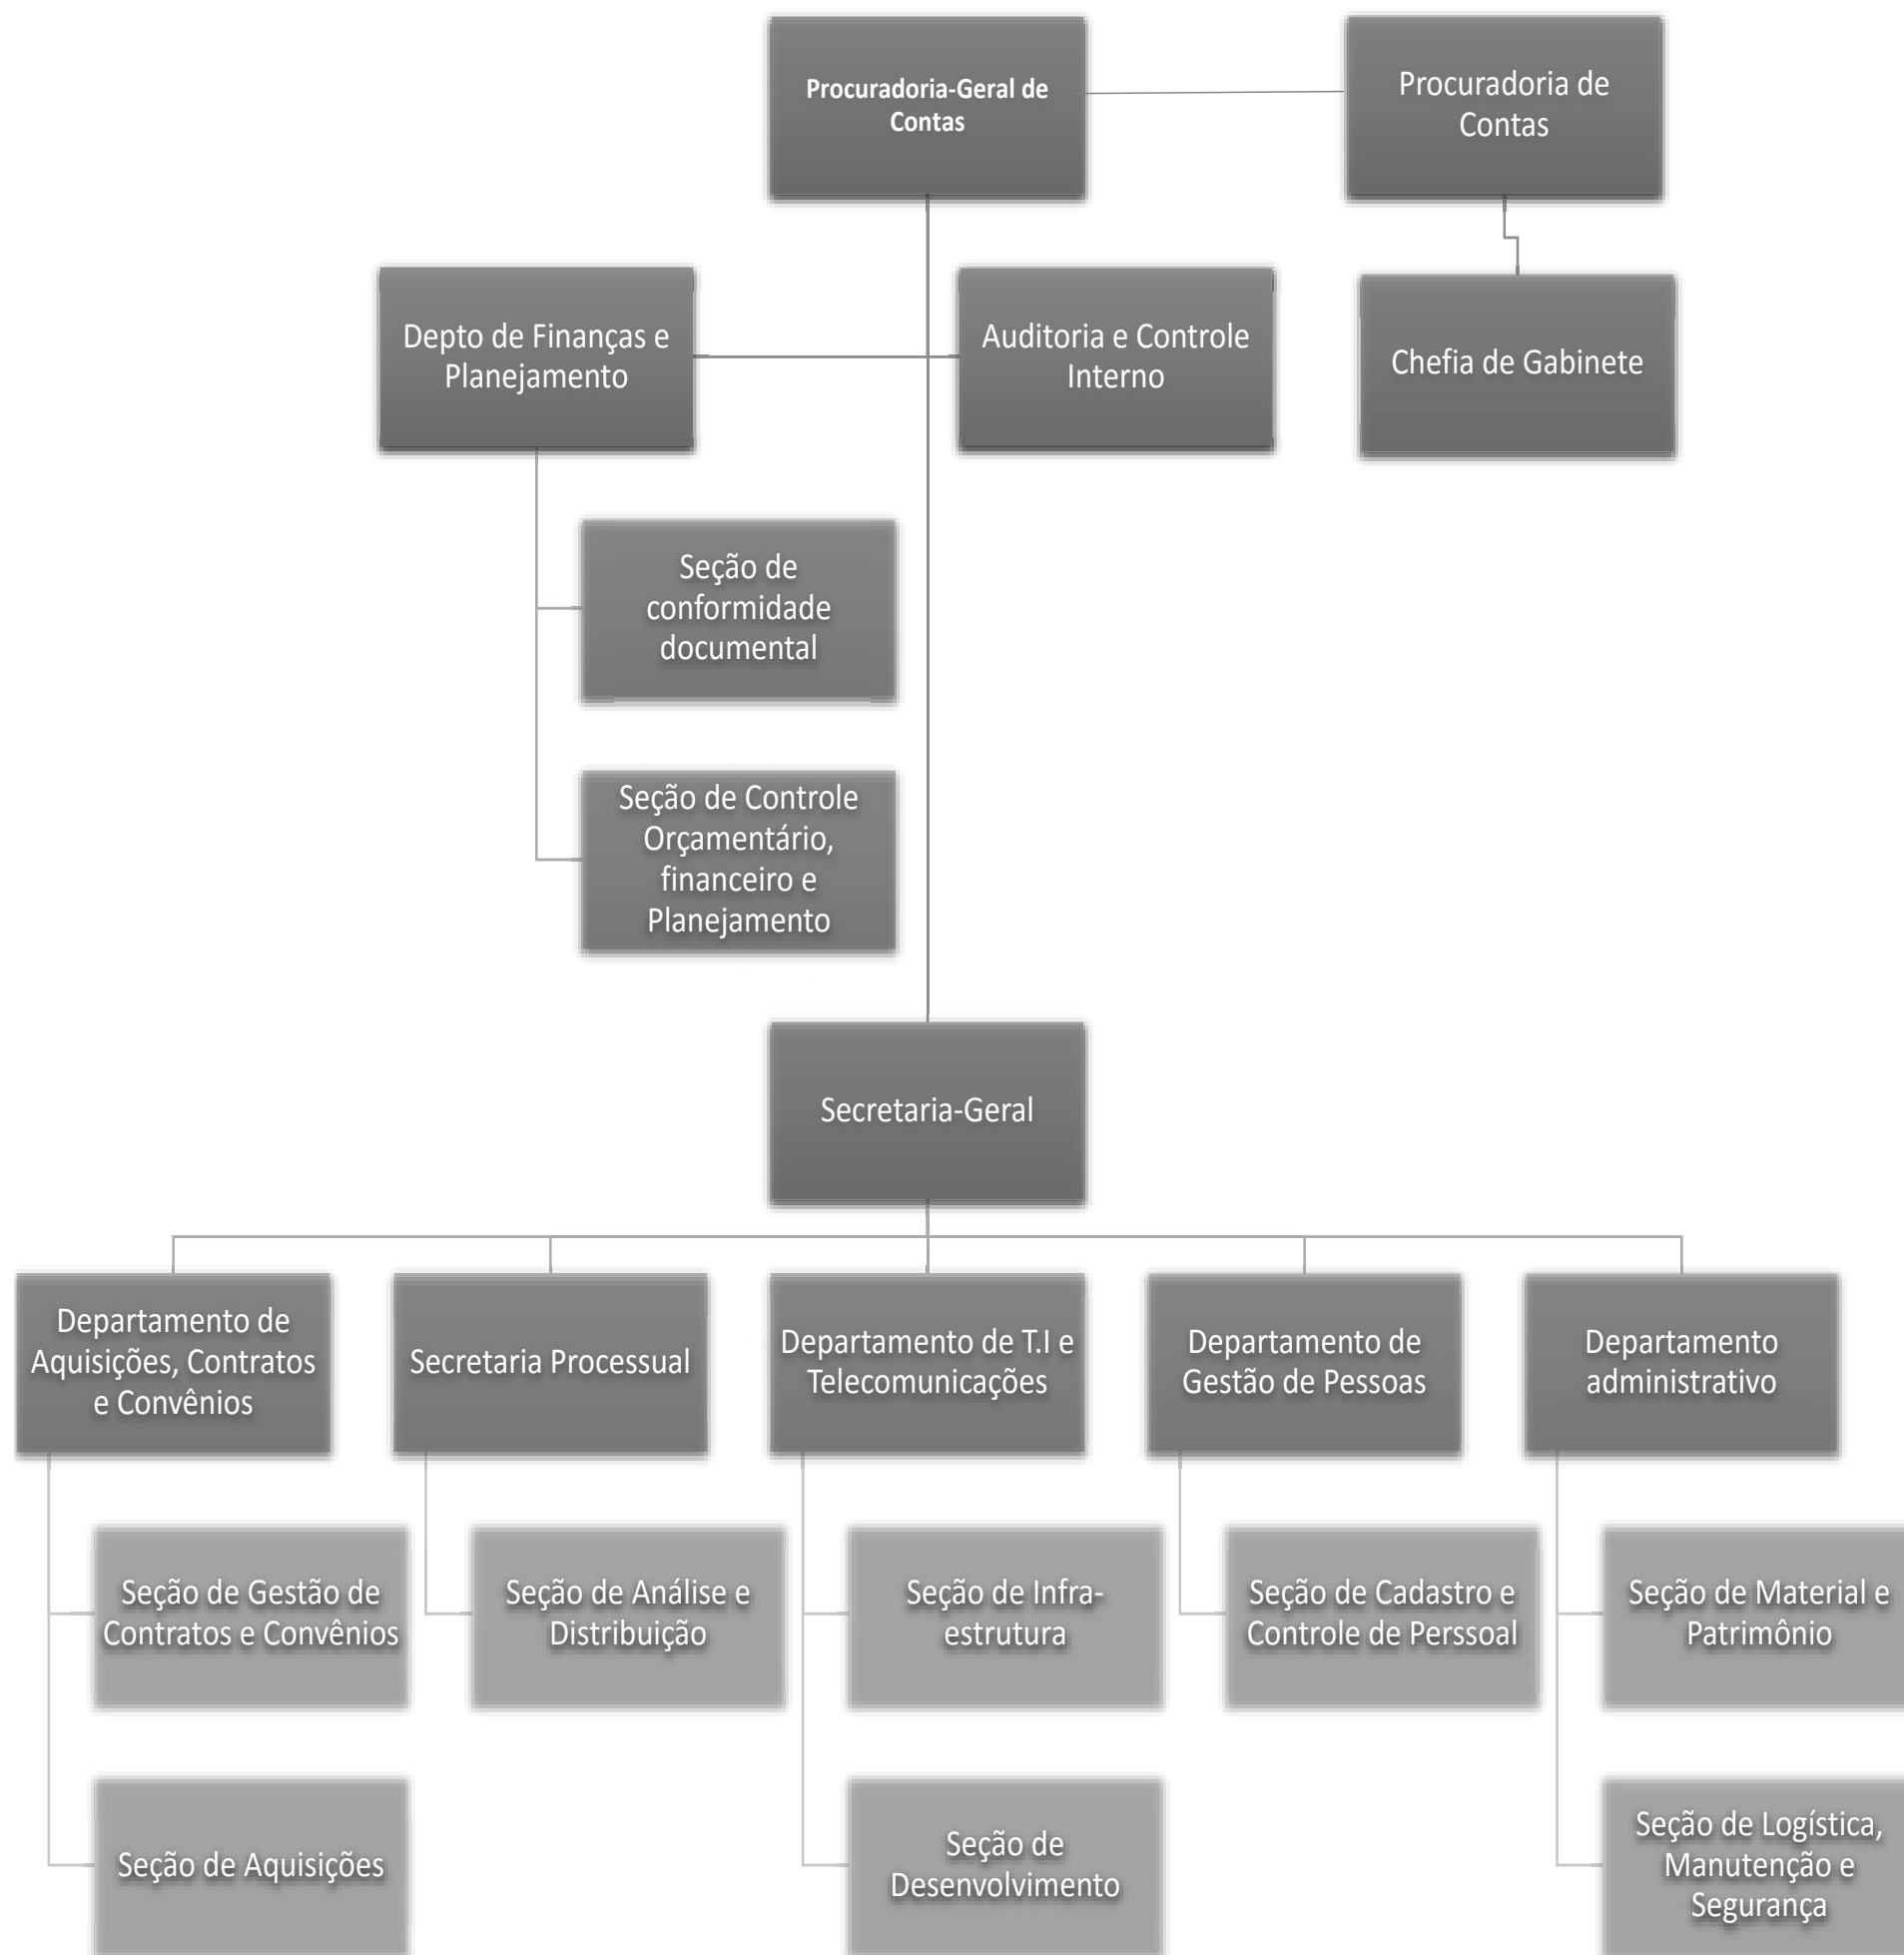 Procuradoria-Geral de
Contas
Procuradoria de
Contas
Depto de Finanças e
Planejamento
Auditoria e Controle
Interno
Chefia de Gabinete
Seção de
conformidade
documental
Seção de Controle
Orçamentário,
financeiro e
Planejamento
Secretaria-Geral
Departamento de
Aquisições, Contratos
e Convênios
Secretaria Processual
Departamento de T.I e
Telecomunicações
Departamento de
Gestão de Pessoas
Departamento
administrativo
Seção de Gestão de
Contratos e Convênios
Seção de Análise e
Distribuição
Seção de Infra-
estrutura
Seção de Cadastro e
Controle de Perssoal
Seção de Material e
Patrimônio
Seção de Aquisições
Seção de
Desenvolvimento
Seção de Logística,
Manutenção e
Segurança